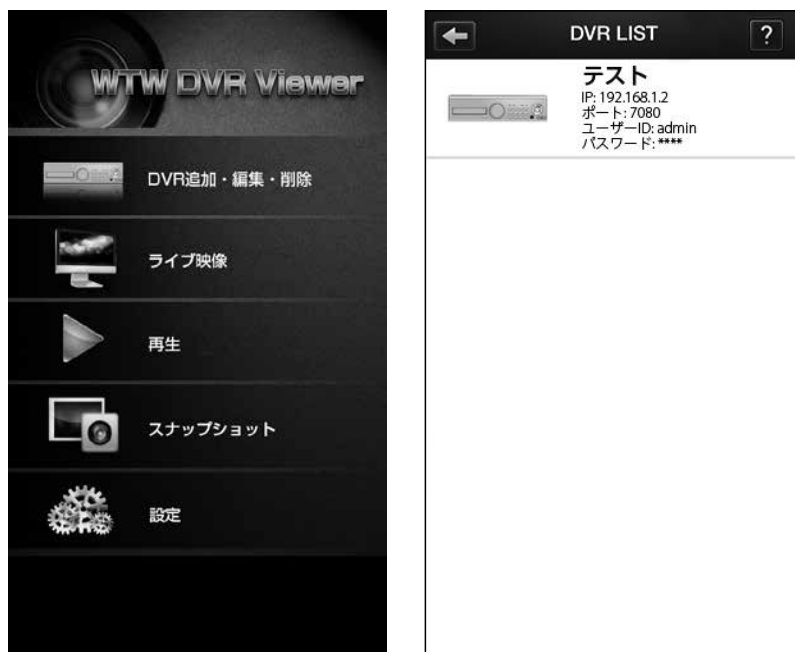 WTW DVR Viewer
DVR追加・編集・削除
ライブ映像
再生
スナップショット
設定
DVR LIST
?
テスト
IP: 192.168.1.2
ポート: 7080
ユーザーID: admin
パスワード: ****